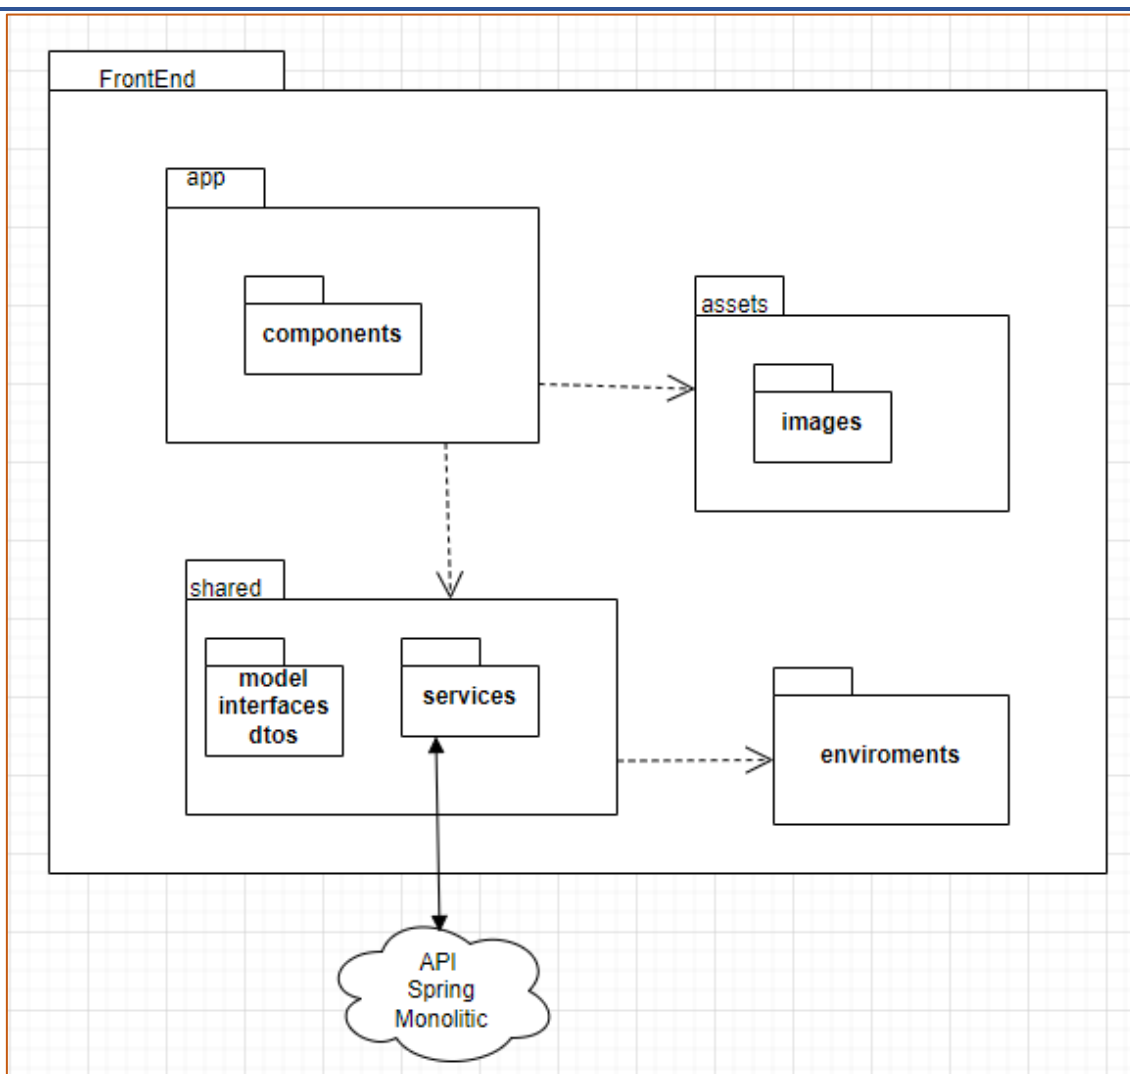 FrontEnd
app
components
assets
images
shared
model
interfaces
dtos
services
enviroments
API
Spring
Monolitic